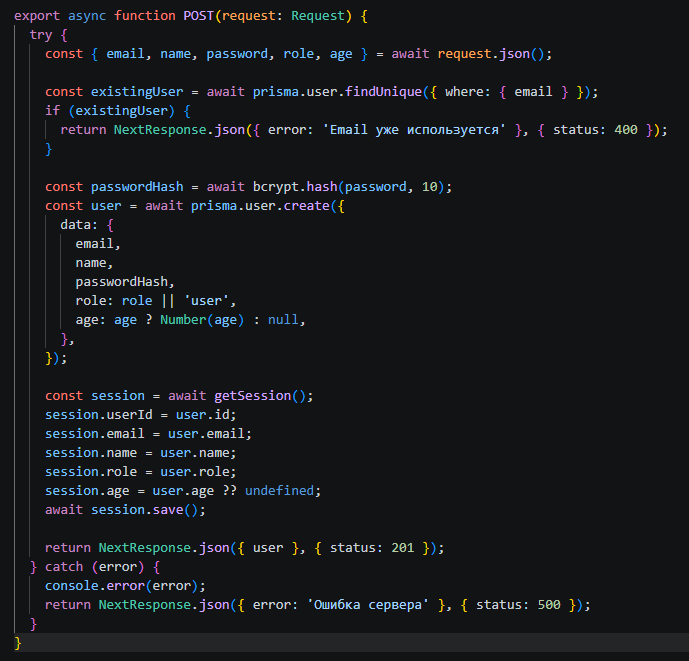 export async function POST(request: Request) {
  try {
    const { email, name, password, role, age } = await request.json();

    const existingUser = await prisma.user.findUnique({ where: { email } });
    if (existingUser) {
      return NextResponse.json({ error: 'Email уже используется' }, { status: 400 });
    }

    const passwordHash = await bcrypt.hash(password, 10);
    const user = await prisma.user.create({
      data: {
        email,
        name,
        passwordHash,
        role: role || 'user',
        age: age ? Number(age) : null,
      },
    });

    const session = await getSession();
    session.userId = user.id;
    session.email = user.email;
    session.name = user.name;
    session.role = user.role;
    session.age = user.age ?? undefined;
    await session.save();

    return NextResponse.json({ user }, { status: 201 });
  } catch (error) {
    console.error(error);
    return NextResponse.json({ error: 'Ошибка сервера' }, { status: 500 });
  }
}